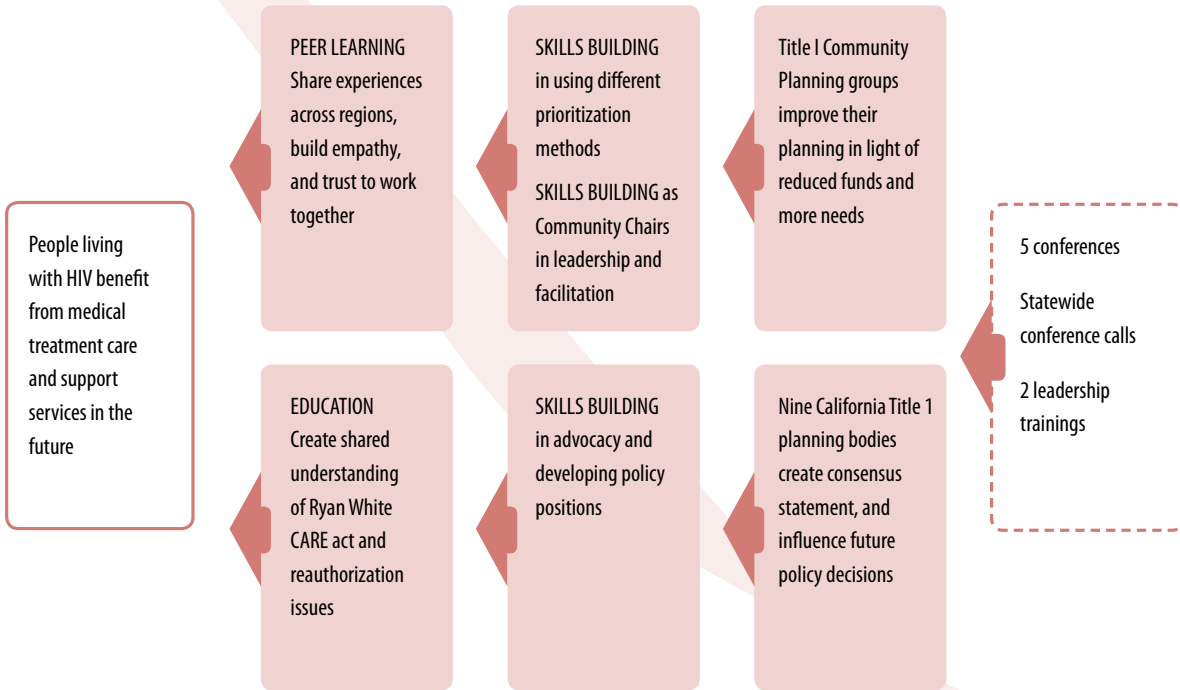 People living
with HIV benefit
from medical
treatment care
and support
services in the
future
PEER LEARNING
Share experiences
across regions,
build empathy,
and trust to work
together
SKILLS BUILDING
in using different
prioritization
methods
SKILLS BUILDING as
Community Chairs
in leadership and
facilitation
Title I Community
Planning groups
improve their
planning in light of
reduced funds and
more needs
EDUCATION
Create shared
understanding
of Ryan White
CARE act and
reauthorization
issues
SKILLS BUILDING
in advocacy and
developing policy
positions
Nine California Title 1
planning bodies
create consensus
statement, and
influence future
policy decisions
5 conferences
Statewide
conference calls
2 leadership
trainings